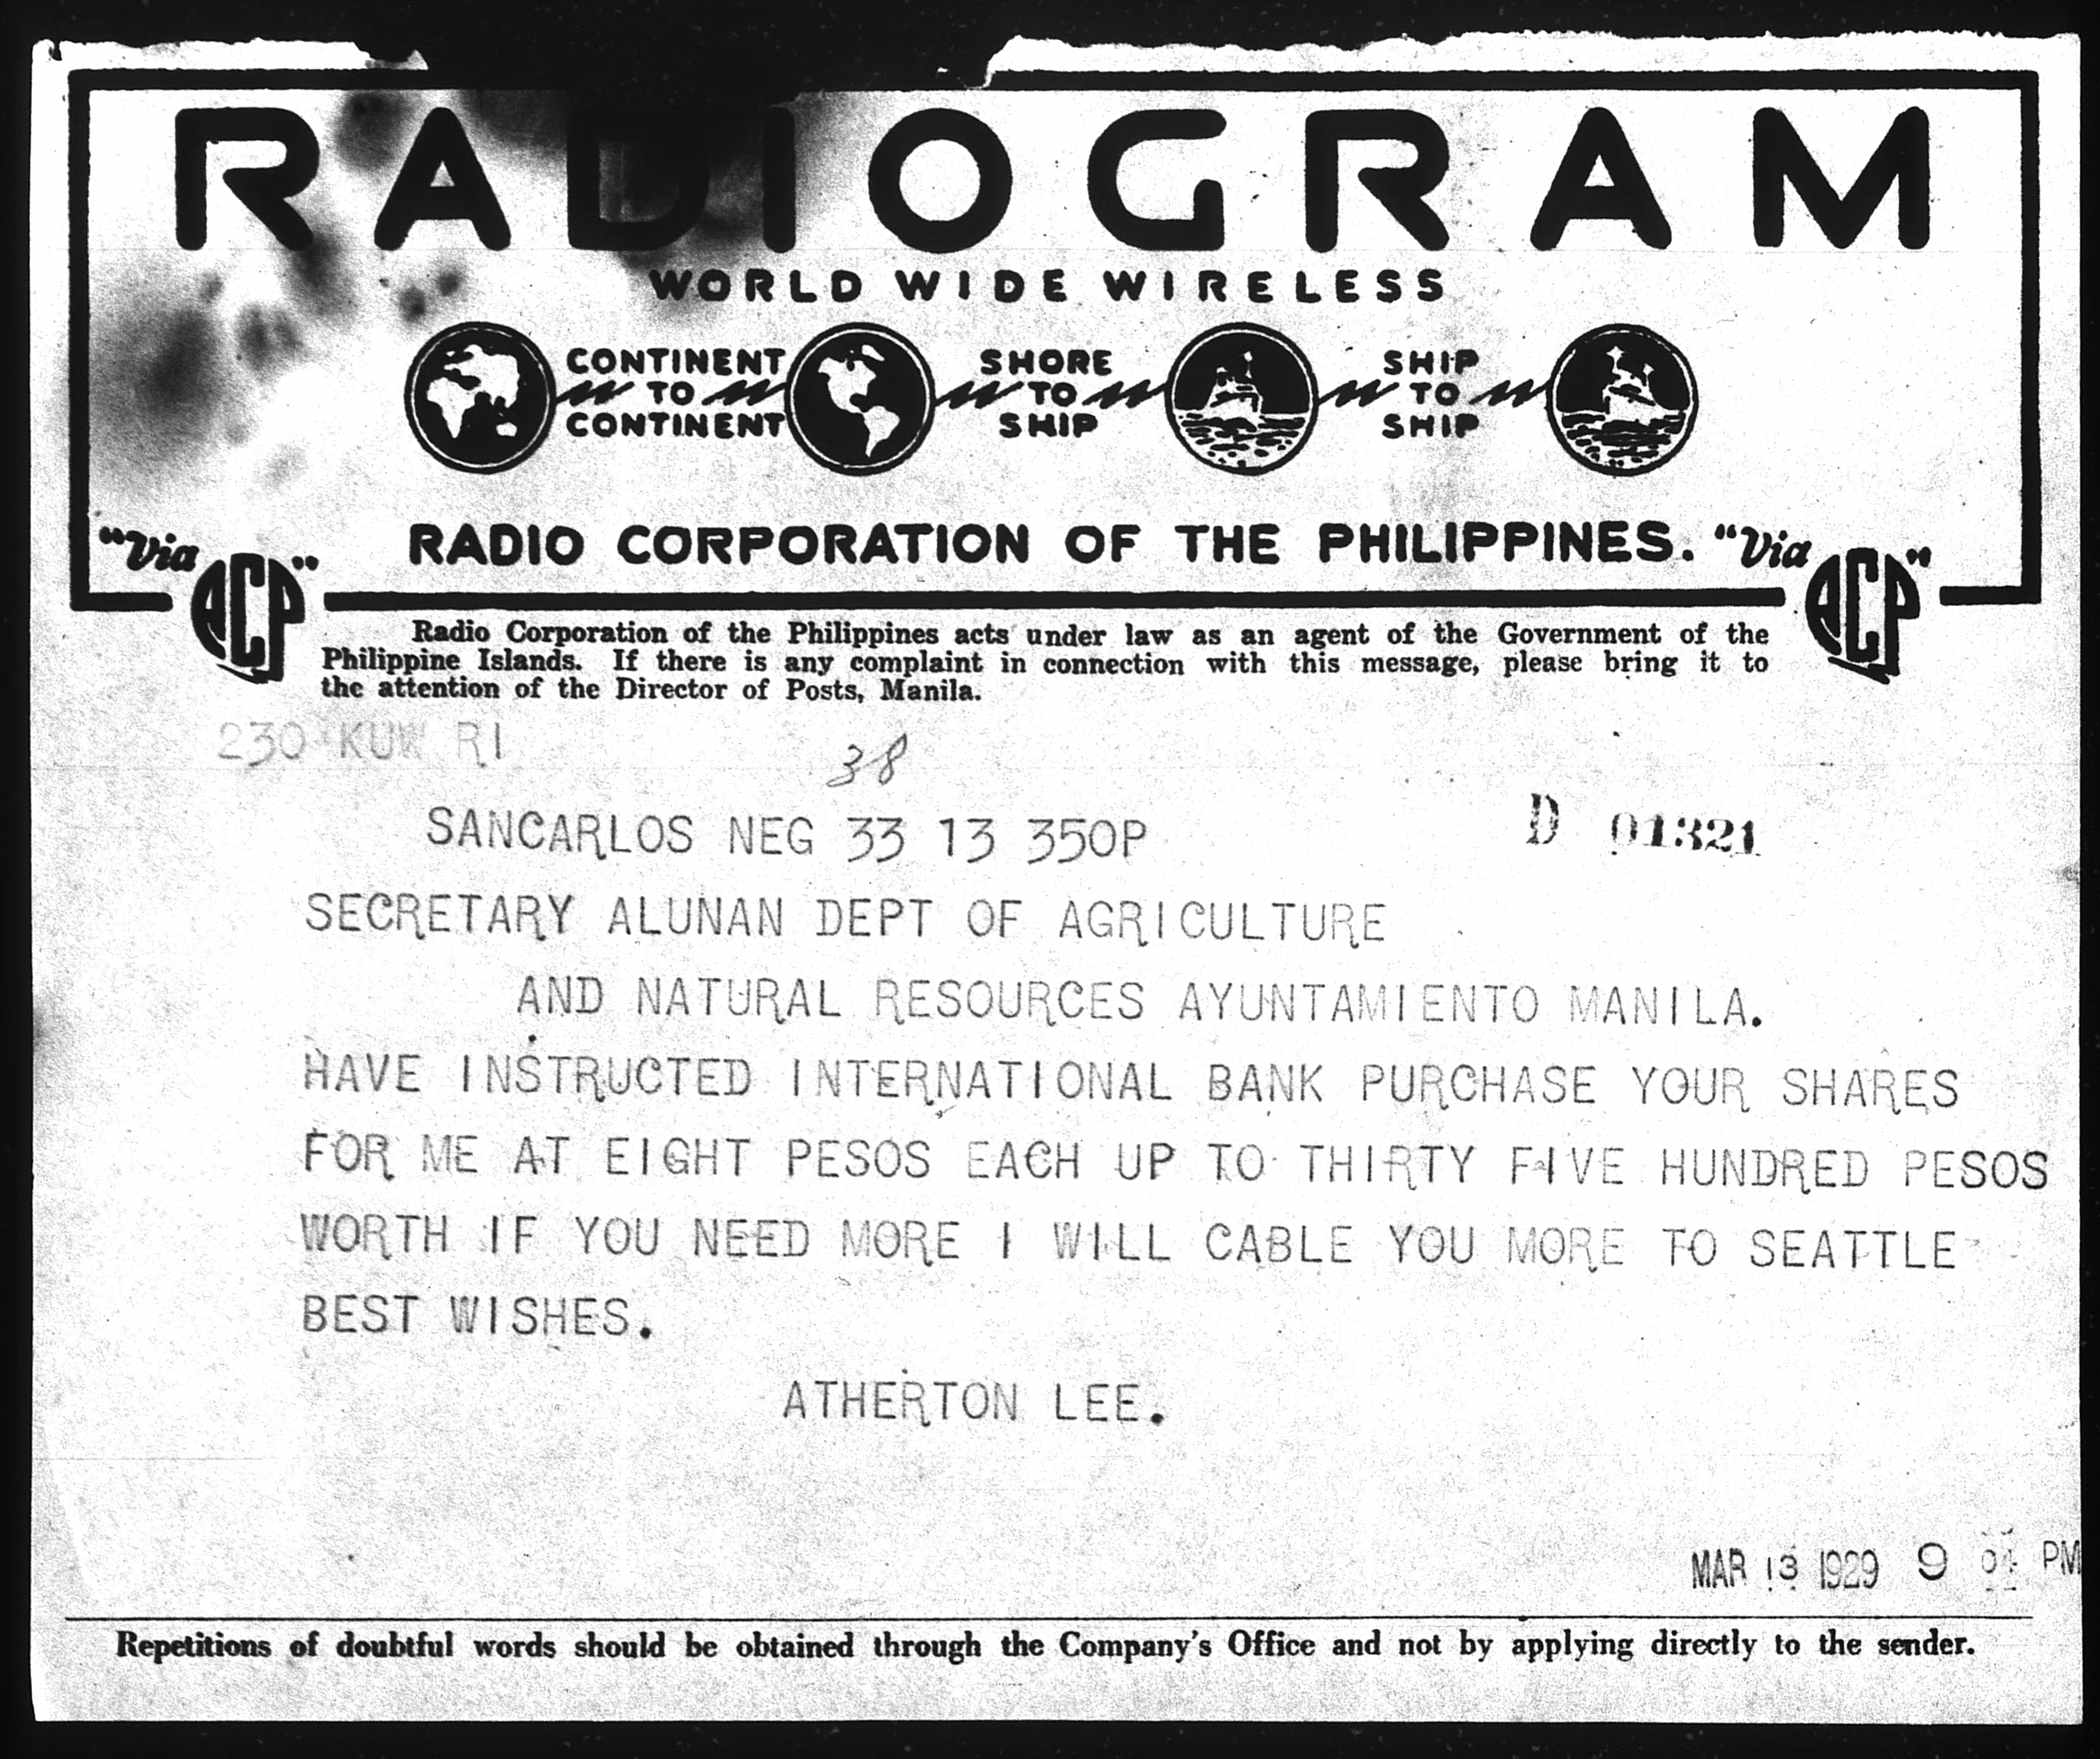 RADIOGRAM
WORLD WIDE WIRELESS
CONTINENT TO CONTINENT
SHORE TO SHIP
SHIP TO SHIP
"Via RCP" RADIO CORPORATION OF THE PHILIPPINES. "Via RCP"
Radio Corporation of the Philippines acts under law as an agent of the Government of the
Philippine Islands. If there is any complaint in connection with this message, please bring it to
the attention of the Director of Posts, Manila.
230 KUW RI
38
SANCARLOS NEG 33 13 350P
D 01321
SECRETARY ALUNAN DEPT OF AGRICULTURE
AND NATURAL RESOURCES AYUNTAMIENTO MANILA.
HAVE INSTRUCTED INTERNATIONAL BANK PURCHASE YOUR SHARES
FOR ME AT EIGHT PESOS EACH UP TO THIRTY FIVE HUNDRED PESOS
WORTH IF YOU NEED MORE I WILL CABLE YOU MORE TO SEATTLE
BEST WISHES.
ATHERTON LEE.
MAR 13 1929 9 PM
Repetitions of doubtful words should be obtained through the Company's Office and not by applying directly to the sender.